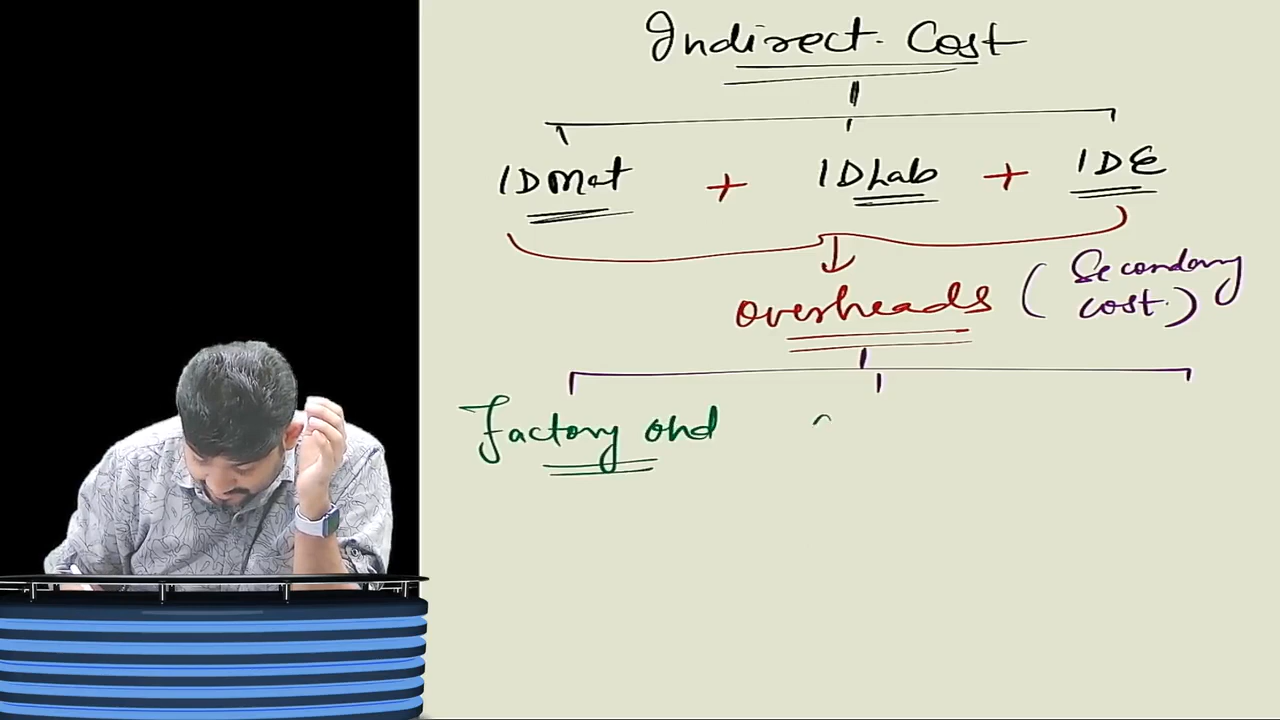 Indirect Cost
IDMat + IDLab + IDE
Overheads (Secondary cost.)
Factory ohd